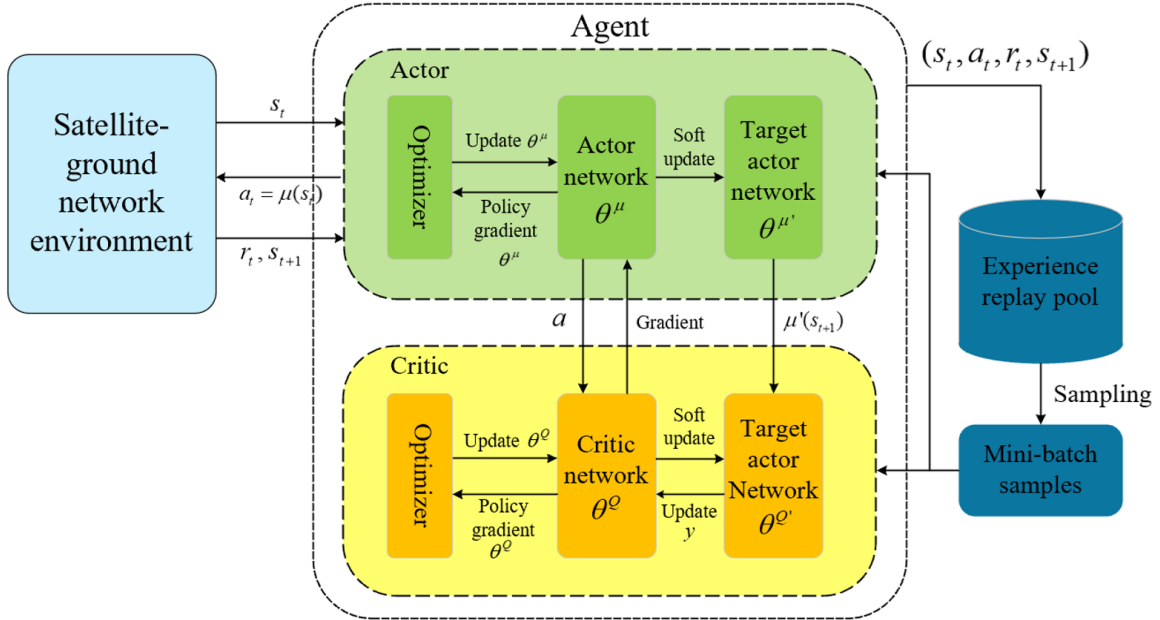 Agent
(s_t, a_t, r_t, s_{t+1})
Satellite-
ground
network
environment
s_t
a_t = μ(s_t)
r_t, s_{t+1}
Actor
Optimizer
Update θ^μ
Policy
gradient
θ^μ
Actor
network
θ^μ
Soft
update
Target
actor
network
θ^{μ'}
a
Gradient
μ'(s_{t+1})
Critic
Optimizer
Update θ^Q
Policy
gradient
θ^Q
Critic
network
θ^Q
Soft
update
Update
y
Target
actor
Network
θ^{Q'}
Experience
replay pool
Sampling
Mini-batch
samples